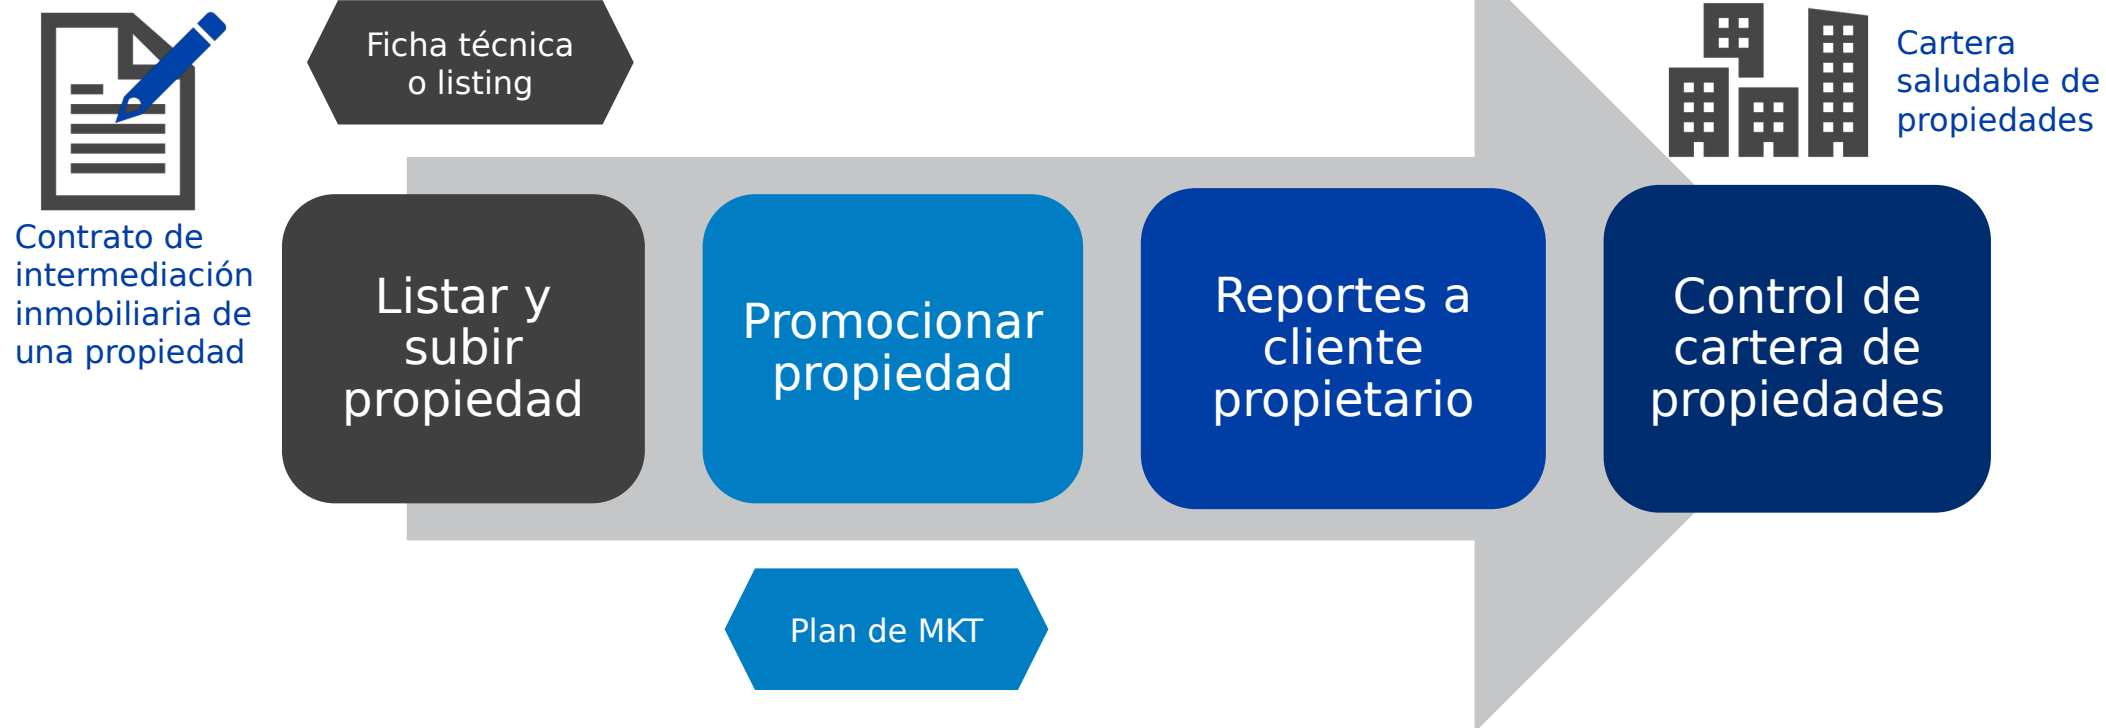 Ficha técnica
o listing
Cartera
saludable de
propiedades
Contrato de
intermediación
inmobiliaria de
una propiedad
Listar y
subir
propiedad
Promocionar
propiedad
Reportes a
cliente
propietario
Control de
cartera de
propiedades
Plan de MKT